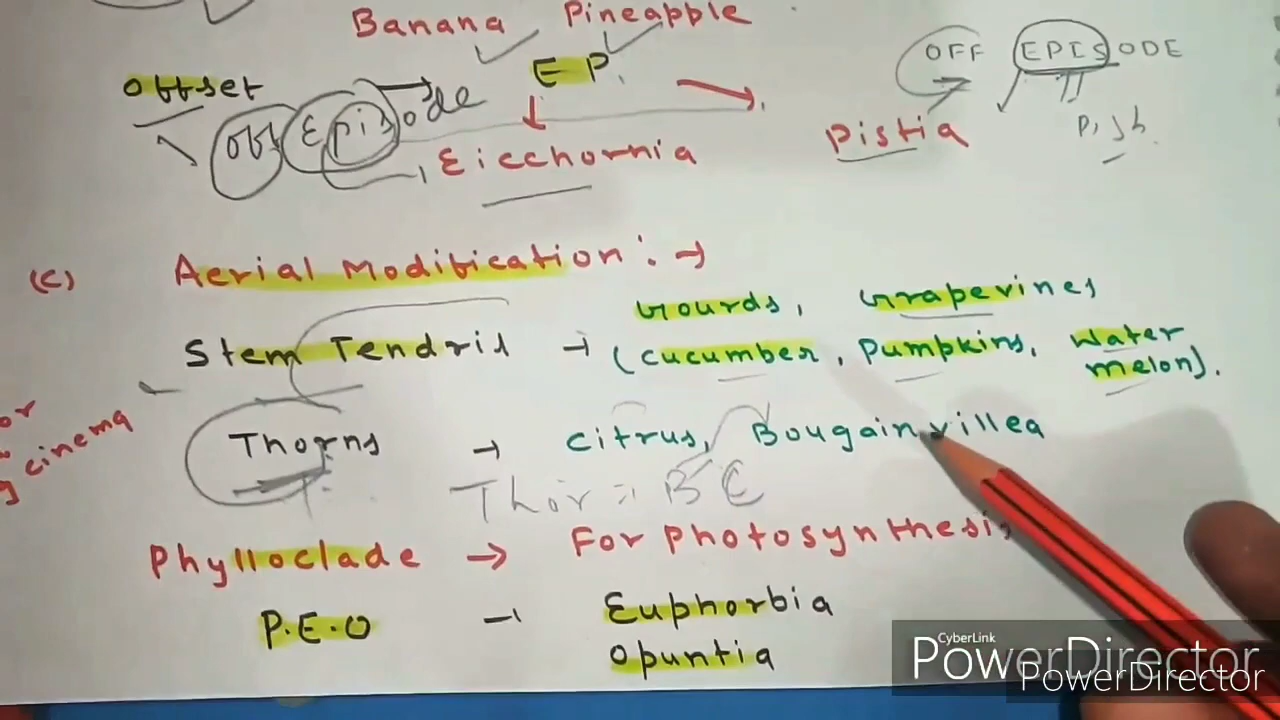 Banana Pineapple
offset E P.
OFF EPISODE
Off Episode
Eicchornia
Pistia
(c) Aerial Modification :→
Gourds, Grapevines
Stem Tendril → (cucumber, Pumpkins, Water melon).
cinema
Thorns → Citrus, Bougainvillea
Thor = BC
Phylloclade → For Photosynthesis
P.E.O - Euphorbia
Opuntia
CyberLink
PowerDirector
PowerDirector